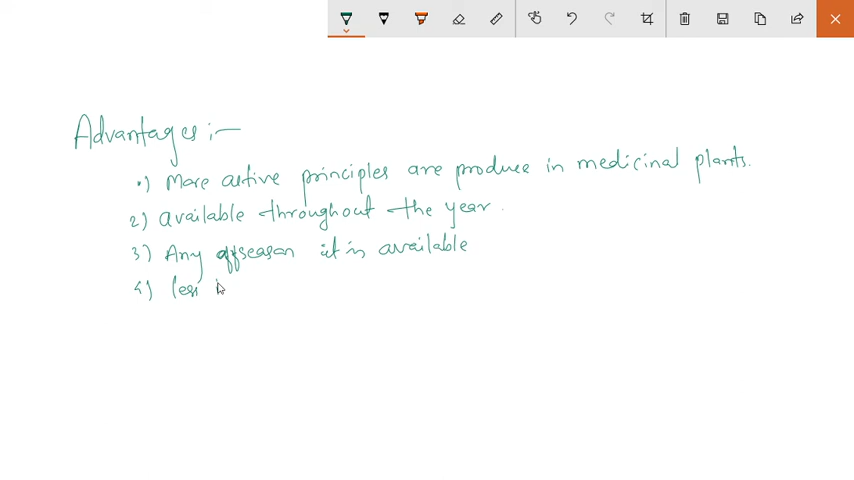 Advantages :-
1) More active principles are produce in medicinal plants.
2) available throughout the year.
3) Any offseason it is available
4) less